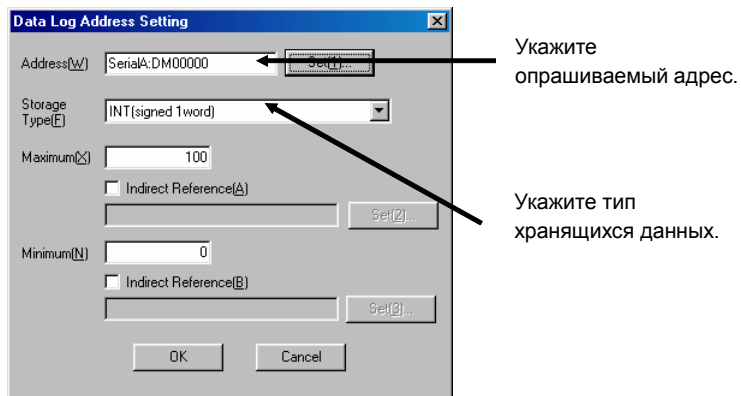 Data Log Address Setting
Address(W) SerialA:DM00000 Set(1)...
Укажите
опрашиваемый адрес.
Storage
Type(F) INT(signed 1word)
Maximum(X) 100
Indirect Reference(A)
Set(2)...
Укажите тип
хранящихся данных.
Minimum(N) 0
Indirect Reference(B)
Set(3)...
OK Cancel